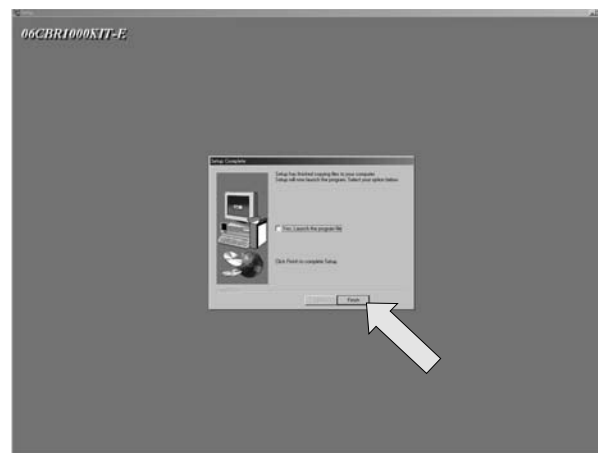 06CBR1000KIT-E
Setup Complete
Setup has finished copying files to your computer.
Setup will now launch the program. Select your option below.
Yes, Launch the program file
Click Finish to complete Setup.
Finish